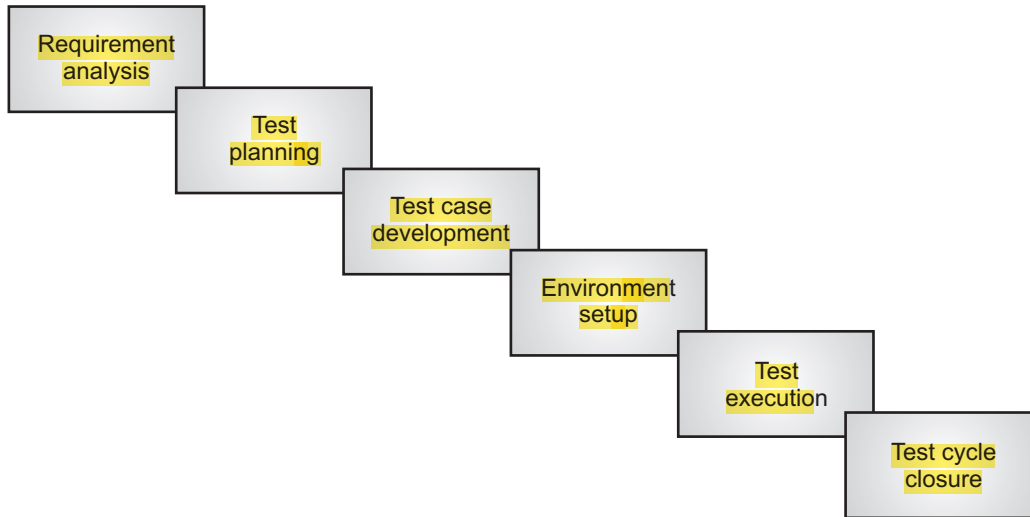 Requirement
analysis
Test
planning
Test case
development
Environment
setup
Test
execution
Test cycle
closure